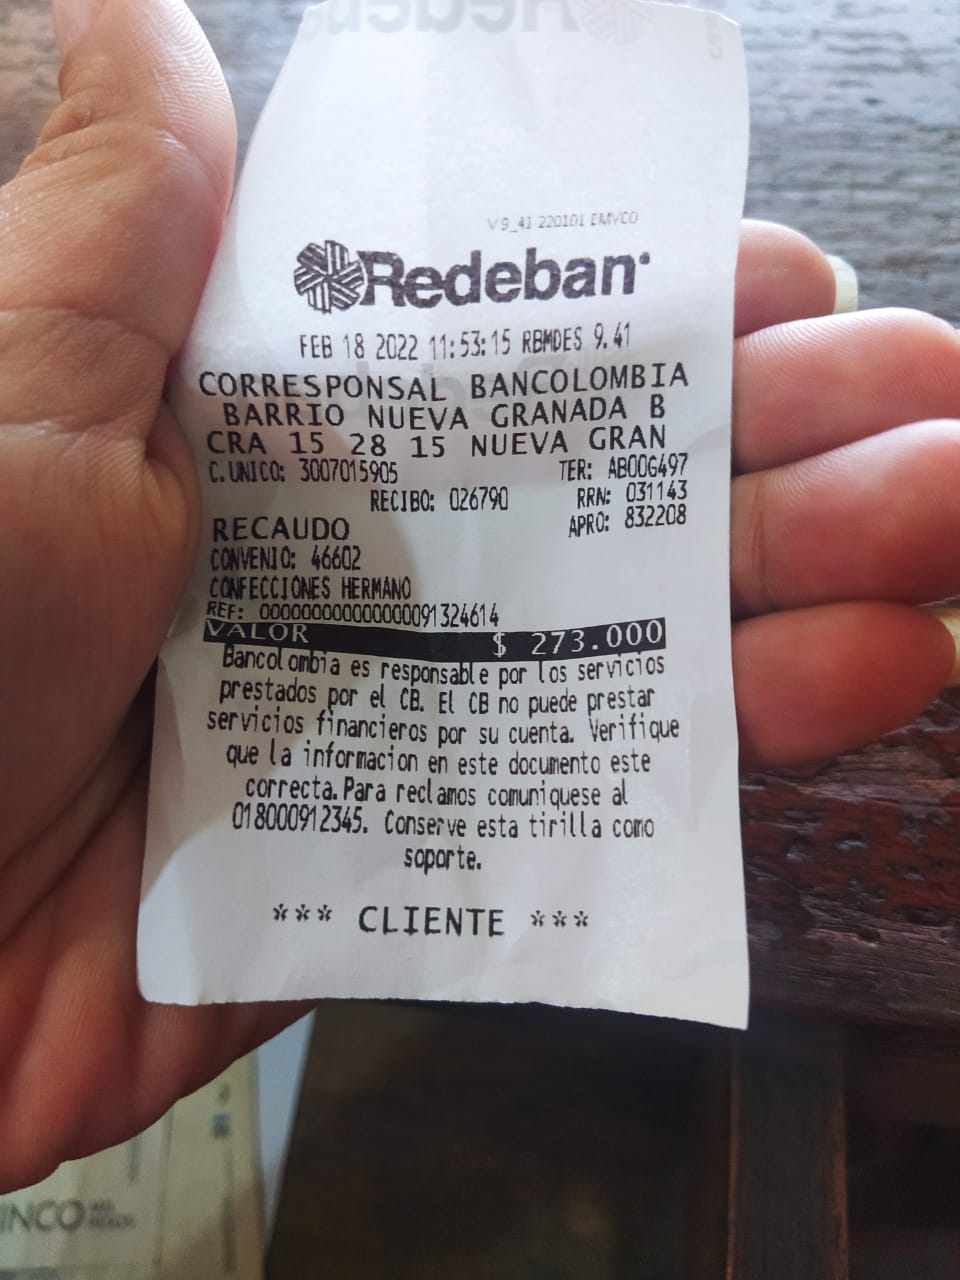 V9_41 220101 EMVCO
Redeban
FEB 18 2022 11:53:15 RBMDES 9.41
CORRESPONSAL BANCOLOMBIA
BARRIO NUEVA GRANADA B
CRA 15 28 15 NUEVA GRAN
C. UNICO: 3007015905 TER: AB00G497
RECIBO: 026790 RRN: 031143
RECAUDO APRO: 832208
CONVENIO: 46602
CONFECCIONES HERMANO
REF: 000000000000000091324614
VALOR $ 273.000
Bancolombia es responsable por los servicios
prestados por el CB. El CB no puede prestar
servicios financieros por su cuenta. Verifique
que la informacion en este documento este
correcta. Para reclamos comuniquese al
018000912345. Conserve esta tirilla como
soporte.
*** CLIENTE ***
INCO